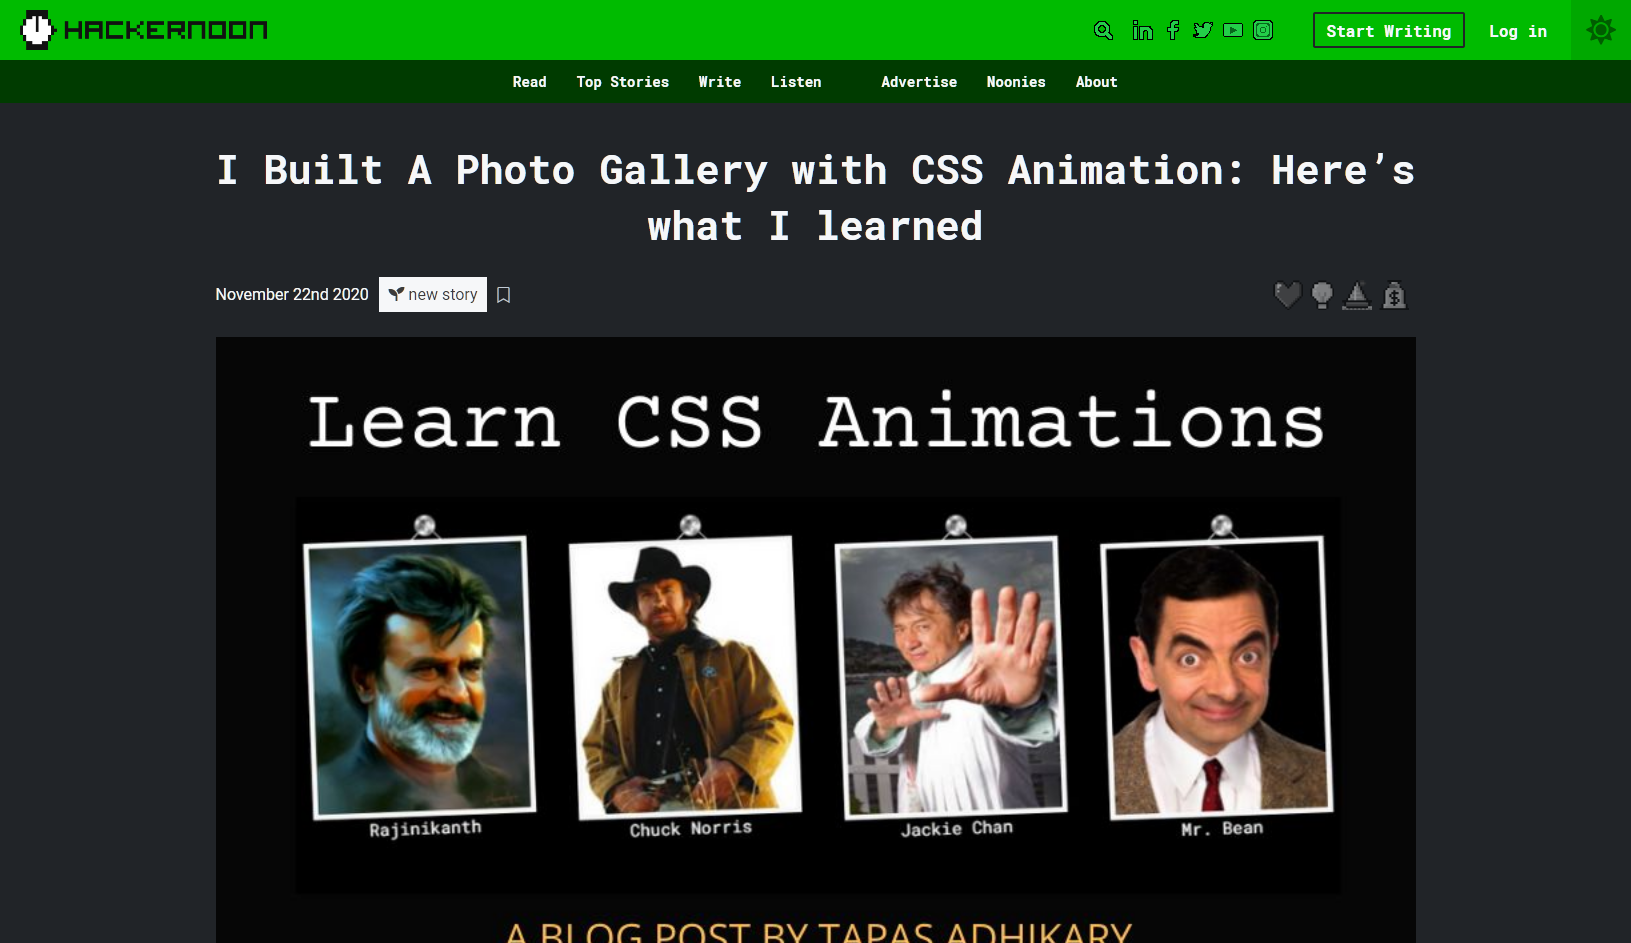 HACKERNOON
Start Writing
Log in
Read
Top Stories
Write
Listen
Advertise
Noonies
About
I Built A Photo Gallery with CSS Animation: Here’s
what I learned
November 22nd 2020
new story
Learn CSS Animations
Rajinikanth
Chuck Norris
Jackie Chan
Mr. Bean
A BLOG POST BY TAPAS ADHIKARY